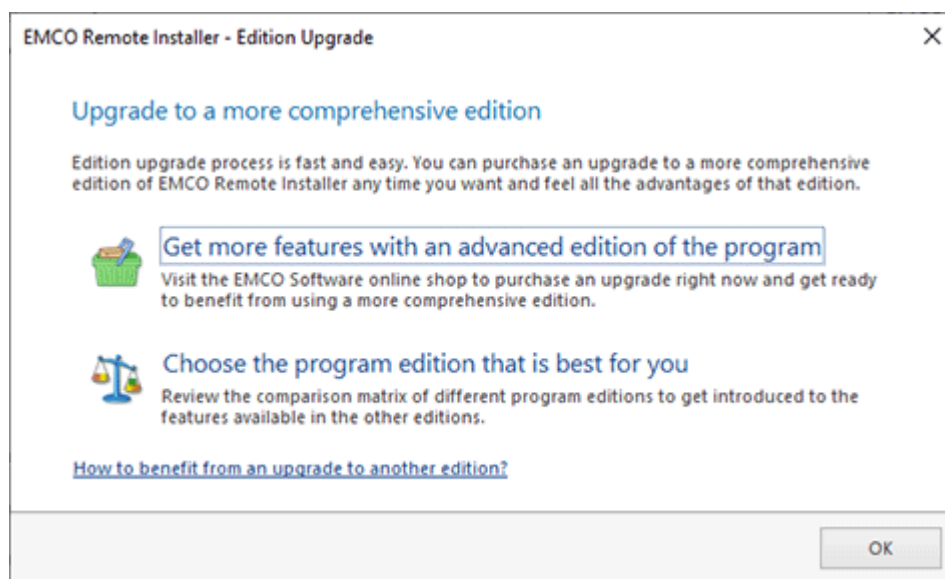 EMCO Remote Installer - Edition Upgrade
Upgrade to a more comprehensive edition
Edition upgrade process is fast and easy. You can purchase an upgrade to a more comprehensive
edition of EMCO Remote Installer any time you want and feel all the advantages of that edition.
Get more features with an advanced edition of the program
Visit the EMCO Software online shop to purchase an upgrade right now and get ready
to benefit from using a more comprehensive edition.
Choose the program edition that is best for you
Review the comparison matrix of different program editions to get introduced to the
features available in the other editions.
How to benefit from an upgrade to another edition?
OK